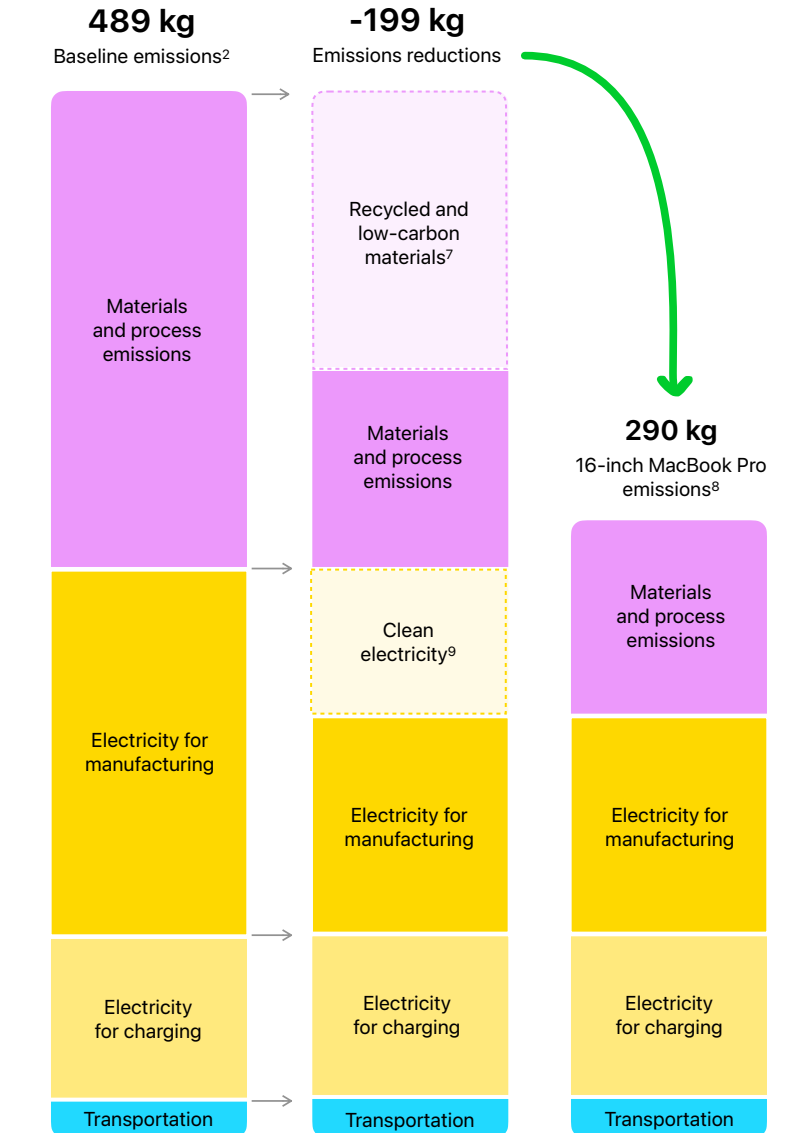 489 kg
Baseline emissions²
-199 kg
Emissions reductions
Materials
and process
emissions
Electricity for
manufacturing
Electricity
for charging
Transportation
Recycled and
low-carbon
materials⁷
Materials
and process
emissions
Clean
electricity⁹
Electricity for
manufacturing
Electricity
for charging
Transportation
290 kg
16-inch MacBook Pro
emissions⁸
Materials
and process
emissions
Electricity for
manufacturing
Electricity
for charging
Transportation